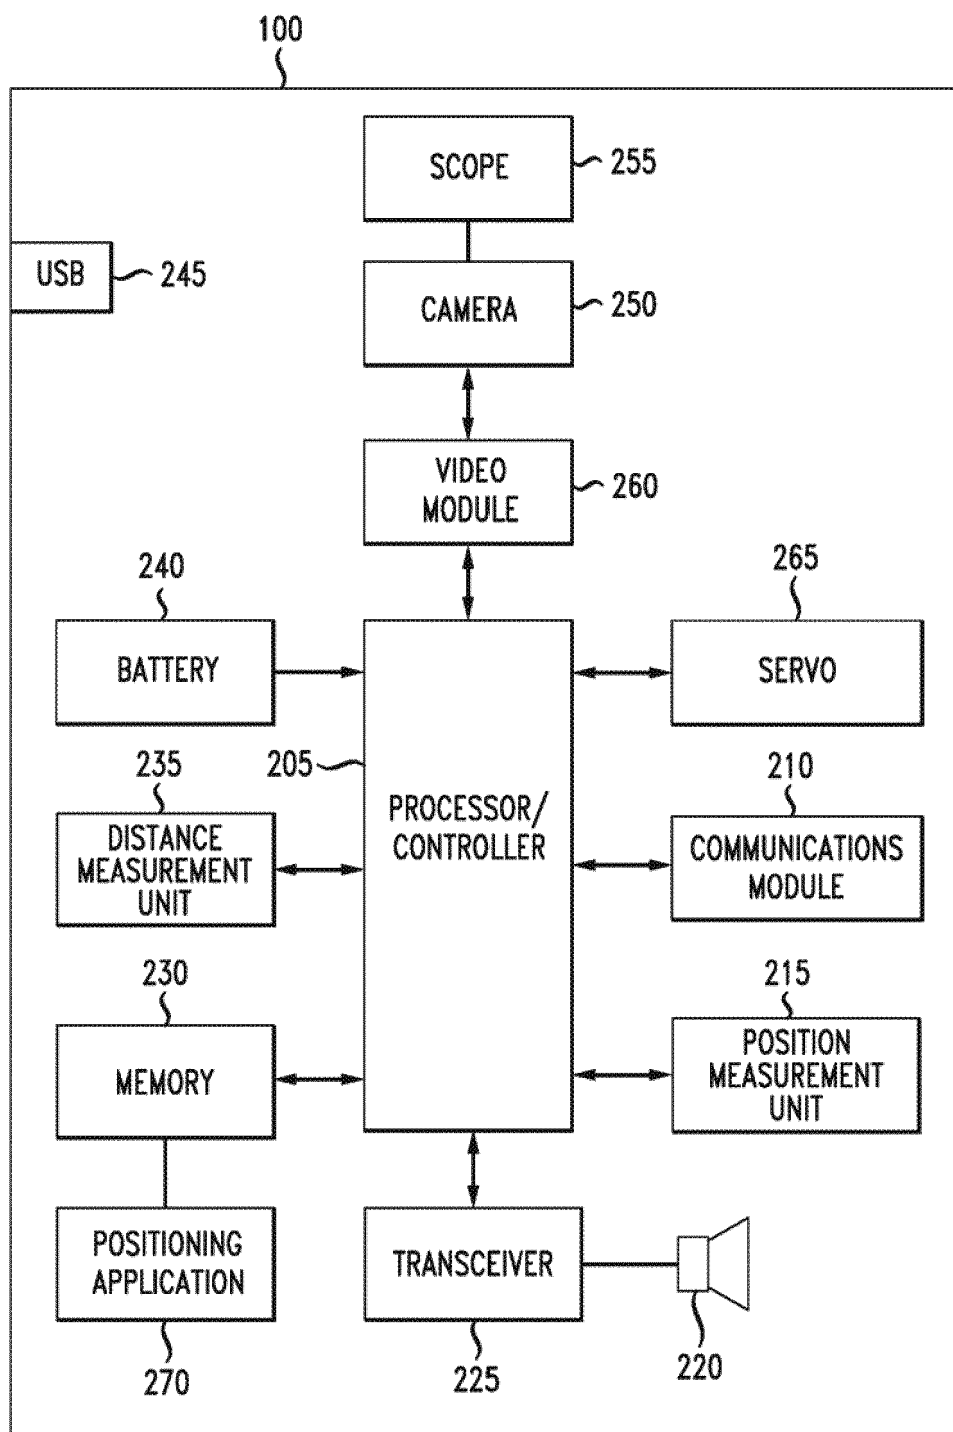 100
SCOPE
255
USB
245
CAMERA
250
VIDEO
MODULE
260
240
265
BATTERY
SERVO
235
205
210
DISTANCE
MEASUREMENT
UNIT
PROCESSOR/
CONTROLLER
COMMUNICATIONS
MODULE
230
215
MEMORY
POSITION
MEASUREMENT
UNIT
POSITIONING
APPLICATION
TRANSCEIVER
270
225
220